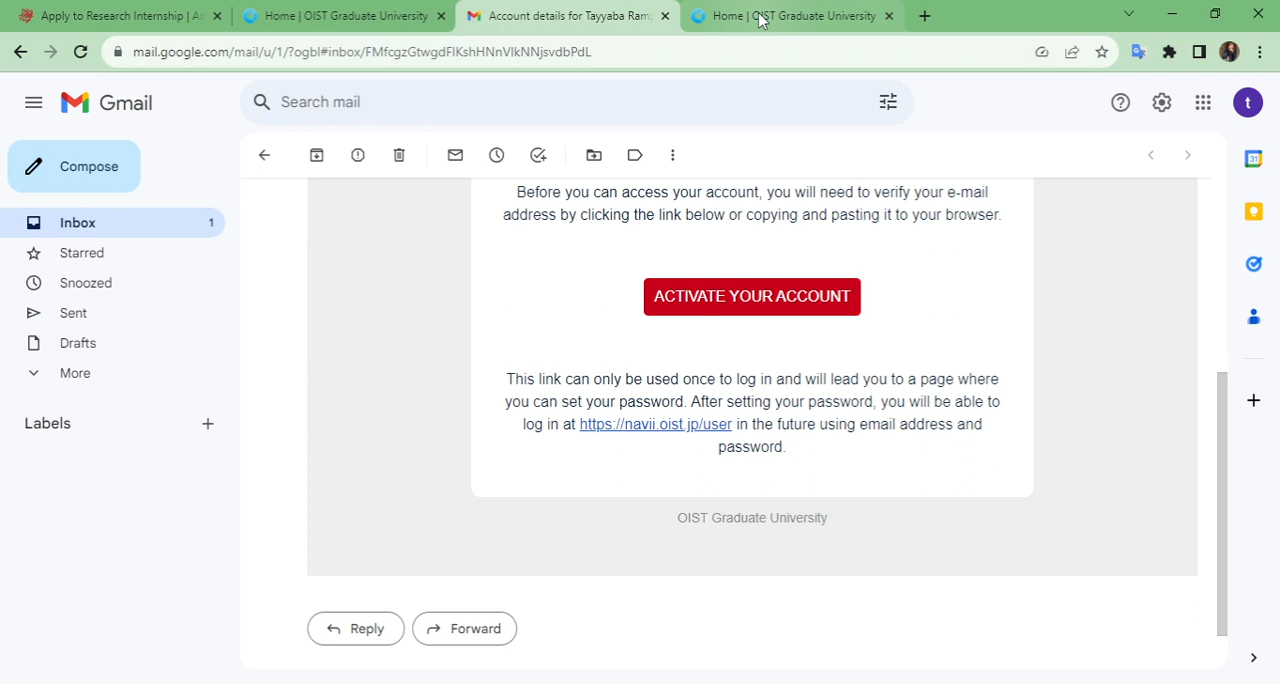 Apply to Research Internship | Ac
Home | OIST Graduate University
Account details for Tayyaba Ramz
Home | OIST Graduate University
mail.google.com/mail/u/1/?ogbl#inbox/FMfcgzGtwgdFlKshHNnVlkNNjsvdbPdL
Gmail
Search mail
t
Compose
Inbox 1
Starred
Snoozed
Sent
Drafts
More
Labels
Before you can access your account, you will need to verify your e-mail
address by clicking the link below or copying and pasting it to your browser.
ACTIVATE YOUR ACCOUNT
This link can only be used once to log in and will lead you to a page where
you can set your password. After setting your password, you will be able to
log in at https://navii.oist.jp/user in the future using email address and
password.
OIST Graduate University
Reply
Forward
31